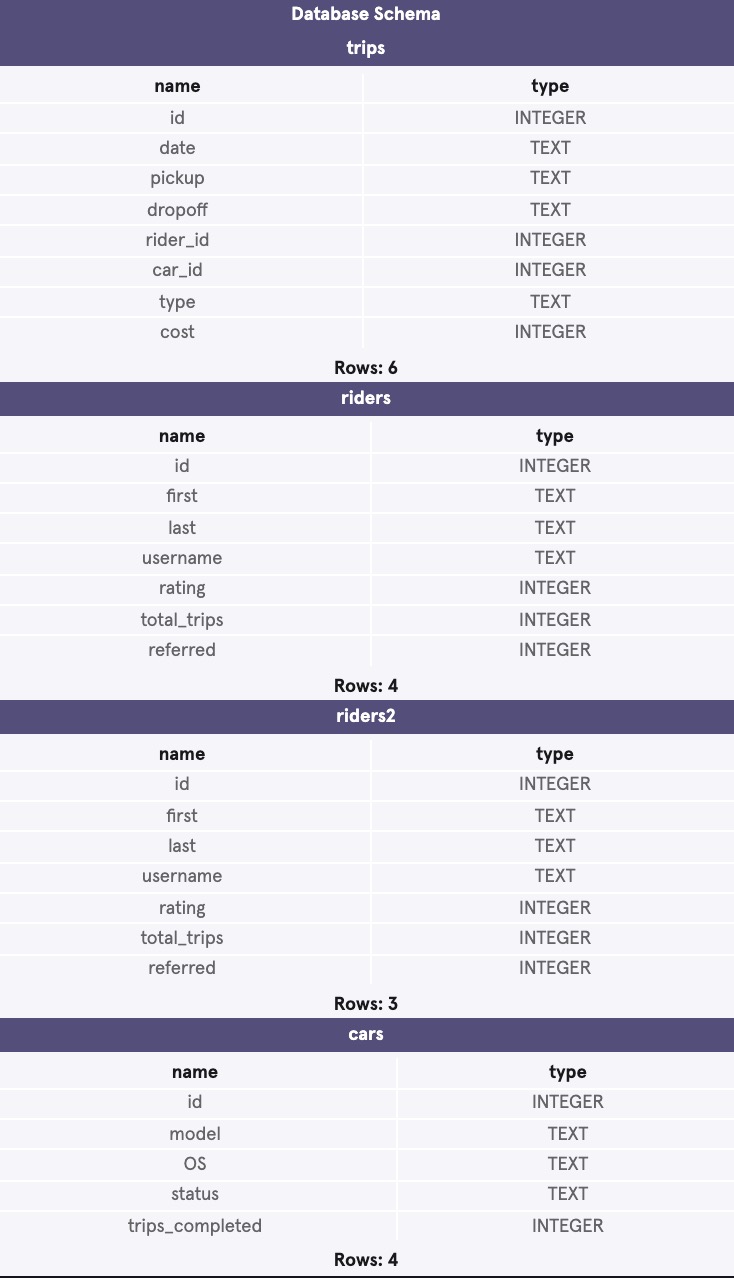 Database Schema
trips
name type
id INTEGER
date TEXT
pickup TEXT
dropoff TEXT
rider_id INTEGER
car_id INTEGER
type TEXT
cost INTEGER
Rows: 6
riders
name type
id INTEGER
first TEXT
last TEXT
username TEXT
rating INTEGER
total_trips INTEGER
referred INTEGER
Rows: 4
riders2
name type
id INTEGER
first TEXT
last TEXT
username TEXT
rating INTEGER
total_trips INTEGER
referred INTEGER
Rows: 3
cars
name type
id INTEGER
model TEXT
OS TEXT
status TEXT
trips_completed INTEGER
Rows: 4